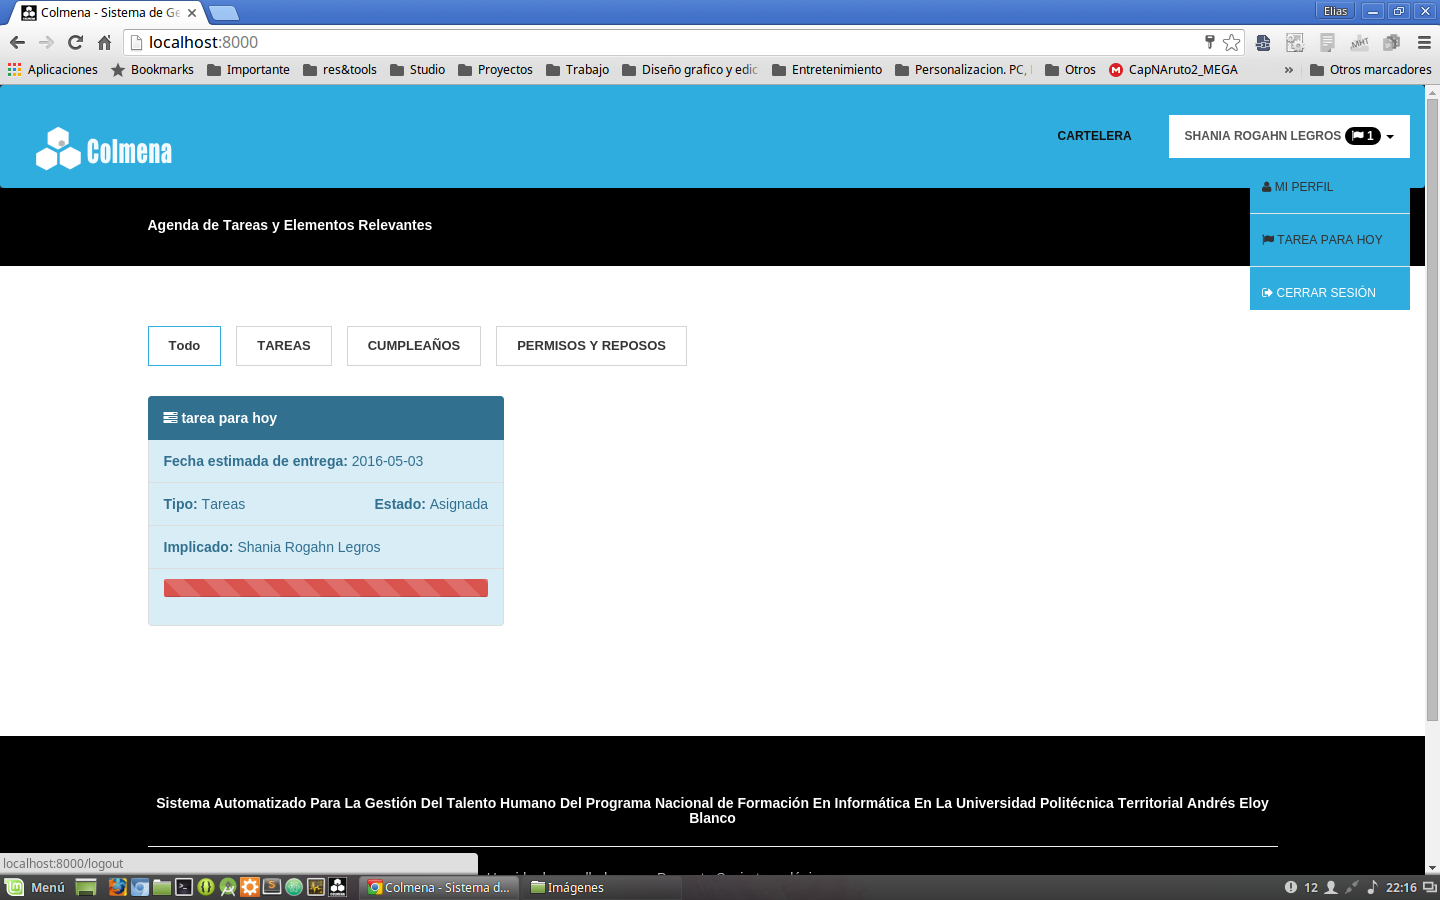 Colmena - Sistema de Ge
Elias
localhost:8000
Aplicaciones
Bookmarks
Importante
res&tools
Studio
Proyectos
Trabajo
Diseño grafico y edic
Entretenimiento
Personalizacion. PC,
Otros
CapNAruto2_MEGA
»
Otros marcadores
Colmena
CARTELERA
SHANIA ROGAHN LEGROS 1
MI PERFIL
TAREA PARA HOY
CERRAR SESIÓN
Agenda de Tareas y Elementos Relevantes
Todo
TAREAS
CUMPLEAÑOS
PERMISOS Y REPOSOS
tarea para hoy
Fecha estimada de entrega: 2016-05-03
Tipo: Tareas
Estado: Asignada
Implicado: Shania Rogahn Legros
Sistema Automatizado Para La Gestión Del Talento Humano Del Programa Nacional de Formación En Informática En La Universidad Politécnica Territorial Andrés Eloy
Blanco
localhost:8000/logout
Menú
Colmena - Sistema d...
Imágenes
12
22:16